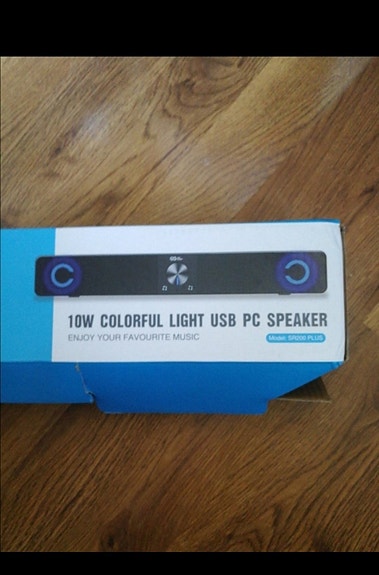 10W COLORFUL LIGHT USB PC SPEAKER
ENJOY YOUR FAVOURITE MUSIC
Model: SR200 PLUS